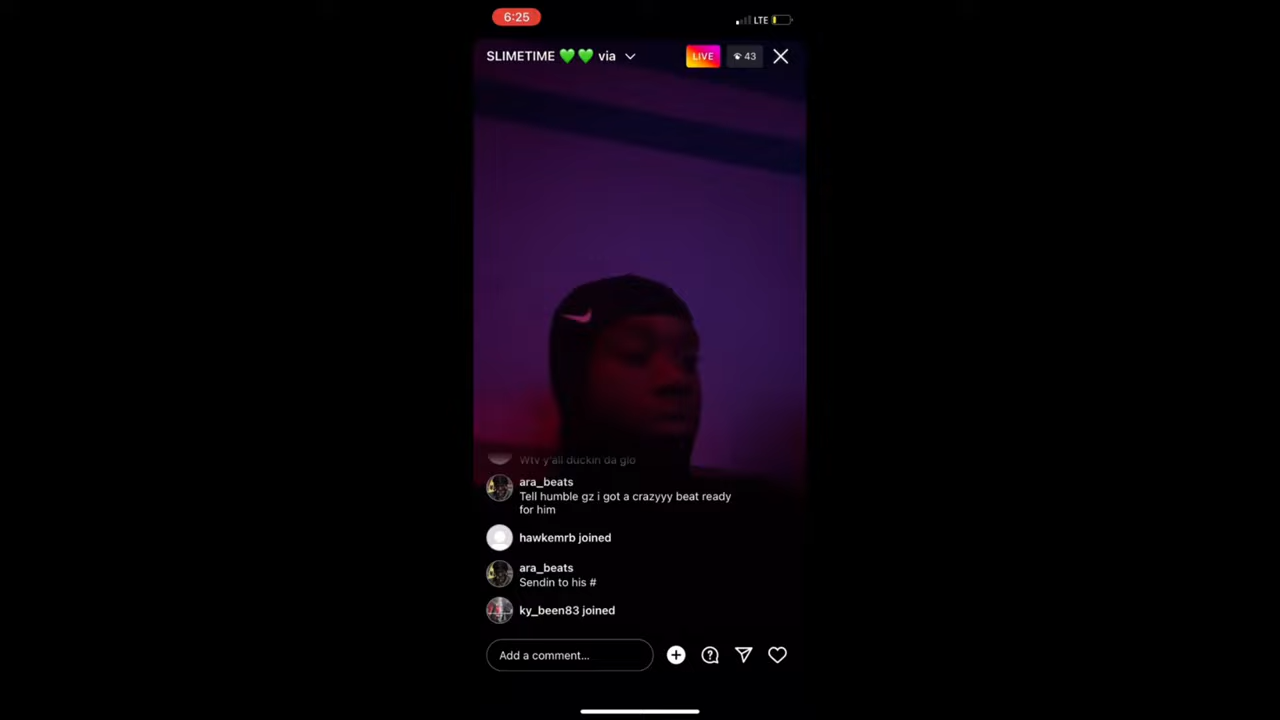 6:25
LTE
SLIMETIME 💚💚 via
LIVE
43
Wtv y'all duckin da glo
ara_beats
Tell humble gz i got a crazyyy beat ready
for him
hawkemrb joined
ara_beats
Sendin to his #
ky_been83 joined
Add a comment...